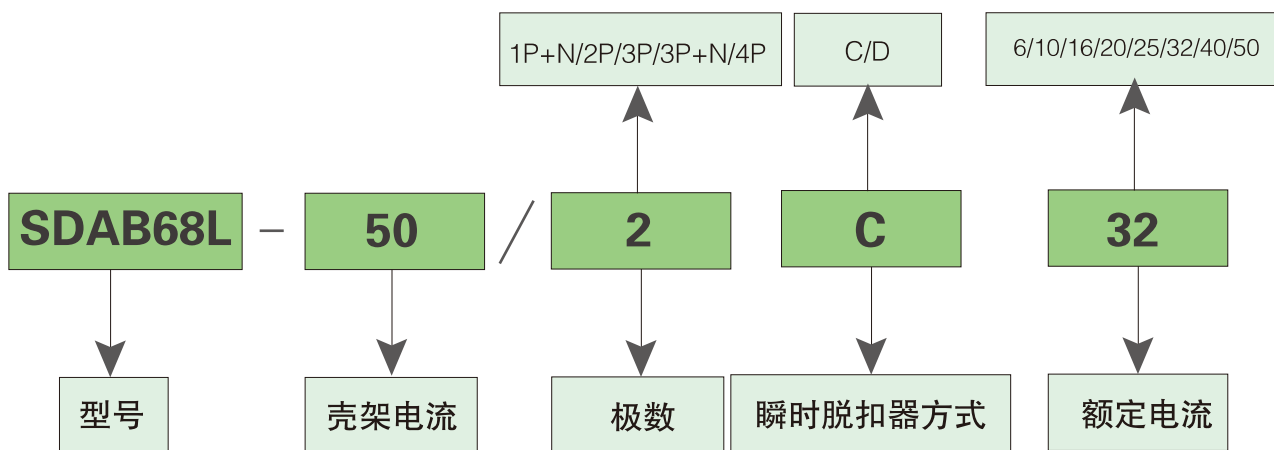 1P+N/2P/3P/3P+N/4P
C/D
6/10/16/20/25/32/40/50
SDAB68L – 50 / 2 C 32
型号
壳架电流
极数
瞬时脱扣器方式
额定电流